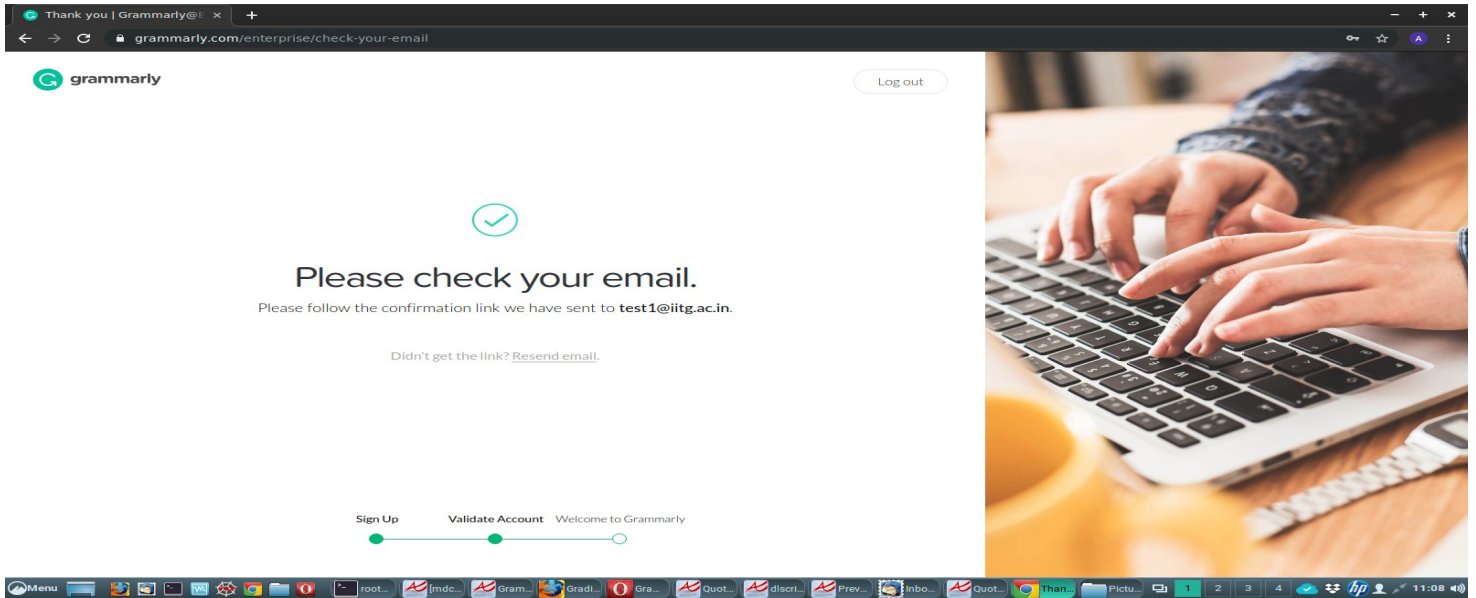 Thank you | Grammarly@E
grammarly.com/enterprise/check-your-email
A
grammarly
Log out
Please check your email.
Please follow the confirmation link we have sent to test1@iitg.ac.in.
Didn't get the link? Resend email.
Sign Up Validate Account Welcome to Grammarly
Menu root... [mdc... Gram... Gradi... Gra... Quot... discri... Prev... Inbo... Quot... Than... Pictu... 1 2 3 4 hp 11:08